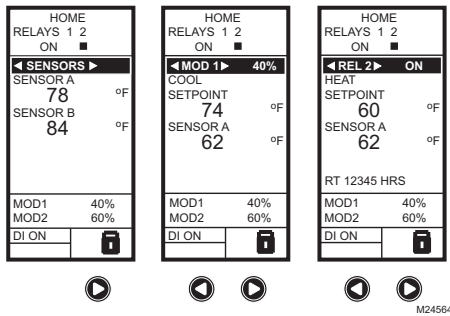 HOME
RELAYS 1 2
ON ■
◄ SENSORS ►
SENSOR A
78 ºF
SENSOR B
84 ºF
MOD1 40%
MOD2 60%
DI ON
HOME
RELAYS 1 2
ON ■
◄ MOD 1 ► 40%
COOL
SETPOINT
74 ºF
SENSOR A
62 ºF
MOD1 40%
MOD2 60%
DI ON
HOME
RELAYS 1 2
ON ■
◄ REL 2 ► ON
HEAT
SETPOINT
60 ºF
SENSOR A
62 ºF
RT 12345 HRS
MOD1 40%
MOD2 60%
DI ON
M24564